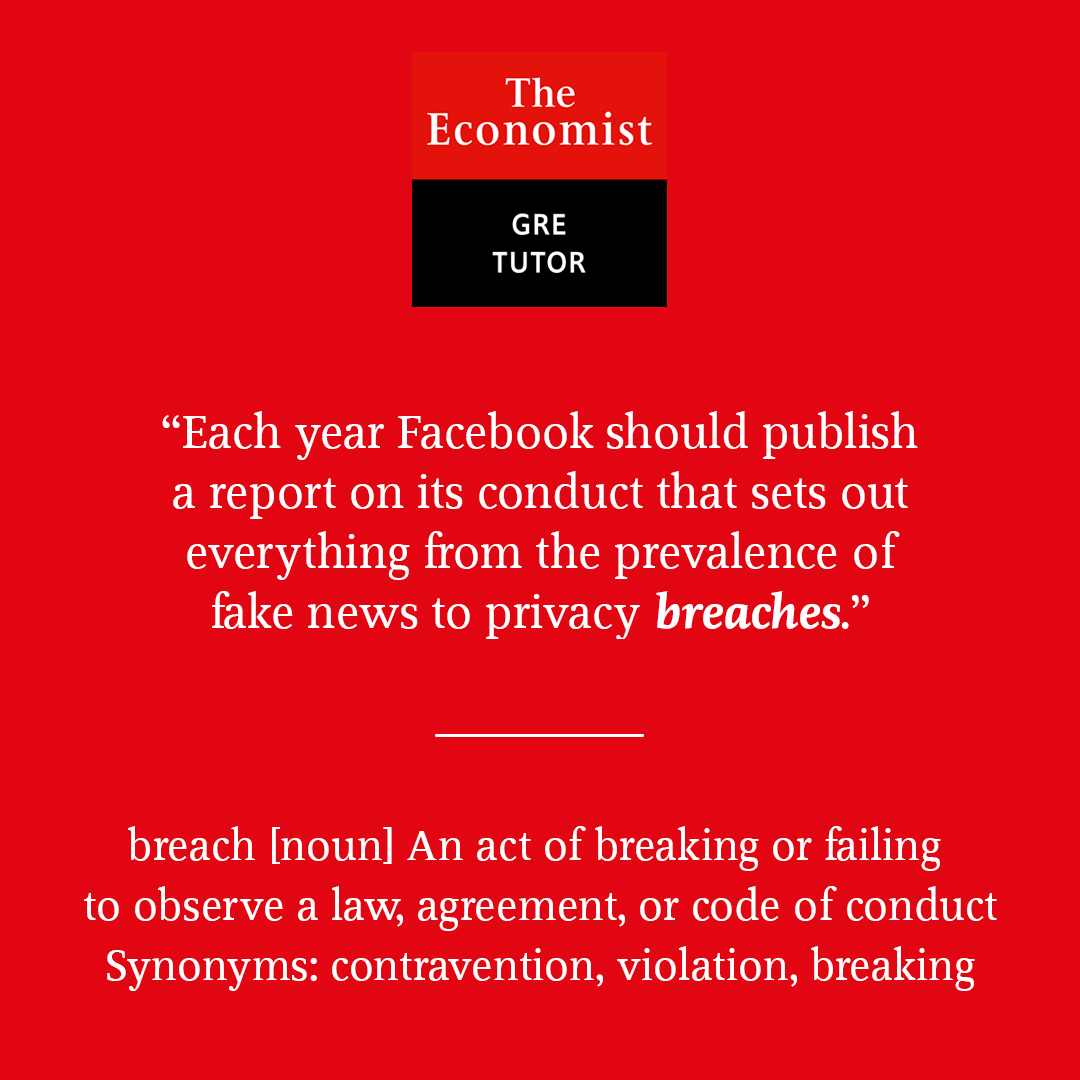 The
Economist
GRE
TUTOR
“Each year Facebook should publish
a report on its conduct that sets out
everything from the prevalence of
fake news to privacy breaches.”
breach [noun] An act of breaking or failing
to observe a law, agreement, or code of conduct
Synonyms: contravention, violation, breaking